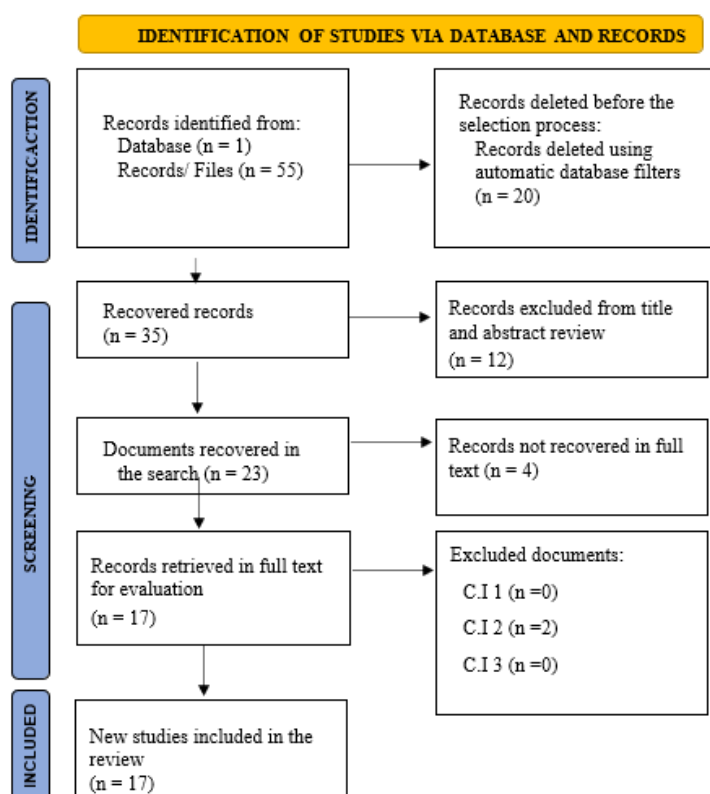 IDENTIFICATION OF STUDIES VIA DATABASE AND RECORDS
IDENTIFICACTION
Records identified from:
Database (n = 1)
Records/ Files (n = 55)
Records deleted before the
selection process:
Records deleted using
automatic database filters
(n = 20)
SCREENING
Recovered records
(n = 35)
Records excluded from title
and abstract review
(n = 12)
Documents recovered in
the search (n = 23)
Records not recovered in full
text (n = 4)
Records retrieved in full text
for evaluation
(n = 17)
Excluded documents:
C.I 1 (n =0)
C.I 2 (n =2)
C.I 3 (n =0)
INCLUDED
New studies included in the
review
(n = 17)